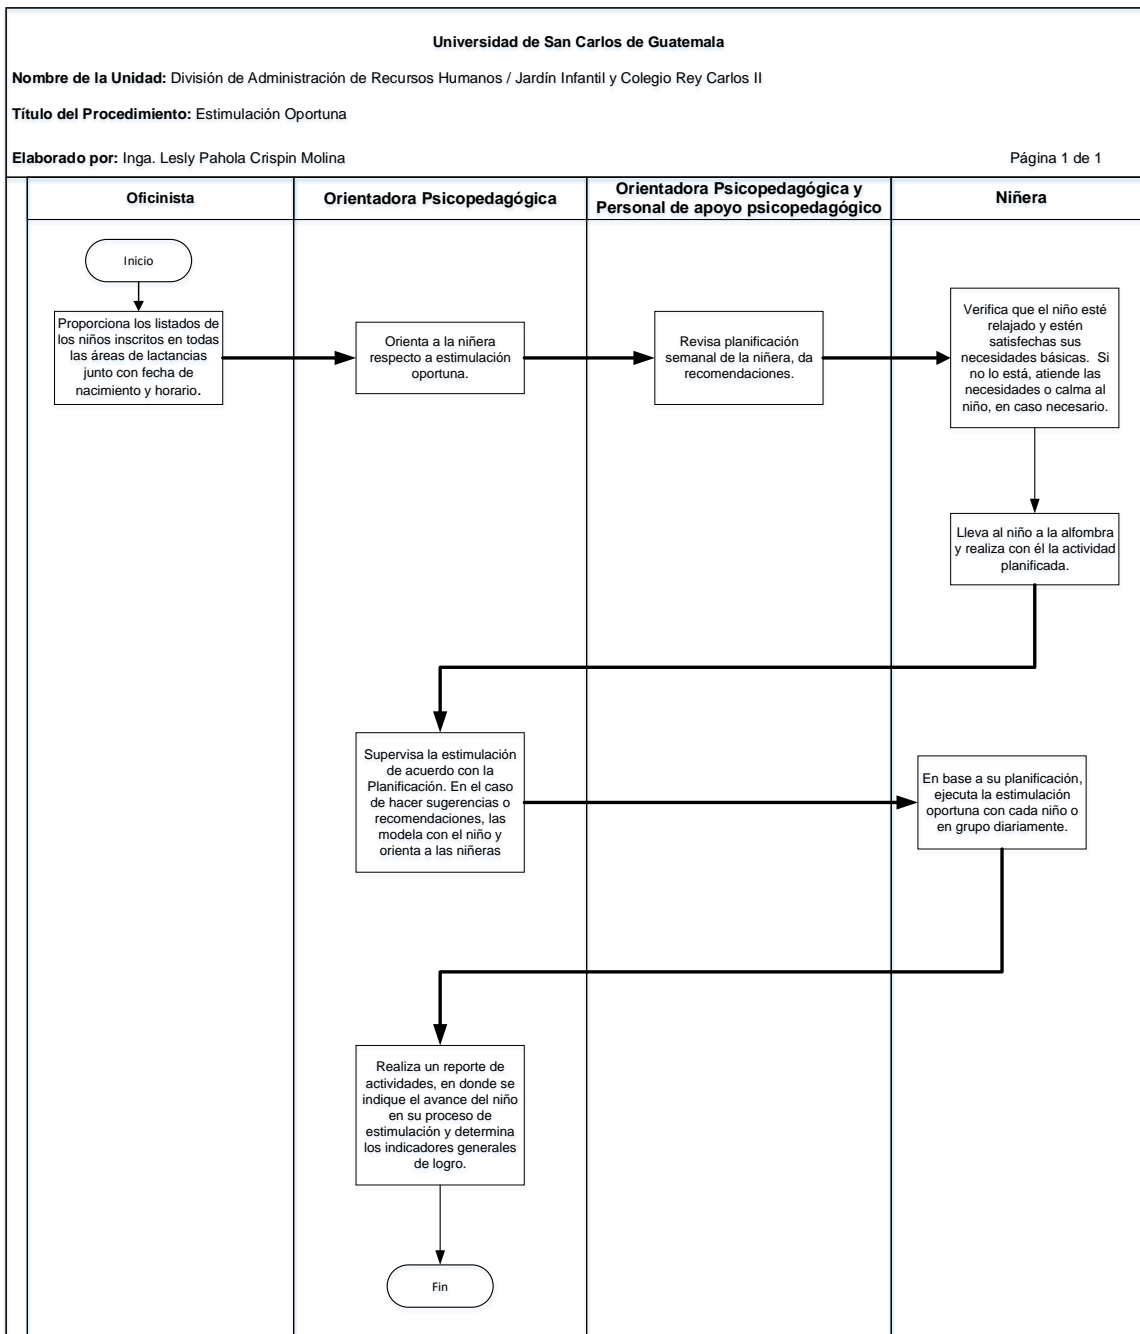 Universidad de San Carlos de Guatemala
Nombre de la Unidad: División de Administración de Recursos Humanos / Jardín Infantil y Colegio Rey Carlos II
Título del Procedimiento: Estimulación Oportuna
Elaborado por: Inga. Lesly Pahola Crispin Molina
Página 1 de 1
Oficinista
Orientadora Psicopedagógica
Orientadora Psicopedagógica y
Personal de apoyo psicopedagógico
Niñera
Inicio
Proporciona los listados de
los niños inscritos en todas
las áreas de lactancias
junto con fecha de
nacimiento y horario.
Orienta a la niñera
respecto a estimulación
oportuna.
Revisa planificación
semanal de la niñera, da
recomendaciones.
Verifica que el niño esté
relajado y estén
satisfechas sus
necesidades básicas.  Si
no lo está, atiende las
necesidades o calma al
niño, en caso necesario.
Lleva al niño a la alfombra
y realiza con él la actividad
planificada.
Supervisa la estimulación
de acuerdo con la
Planificación. En el caso
de hacer sugerencias o
recomendaciones, las
modela con el niño y
orienta a las niñeras
En base a su planificación,
ejecuta la estimulación
oportuna con cada niño o
en grupo diariamente.
Realiza un reporte de
actividades, en donde se
indique el avance del niño
en su proceso de
estimulación y determina
los indicadores generales
de logro.
Fin